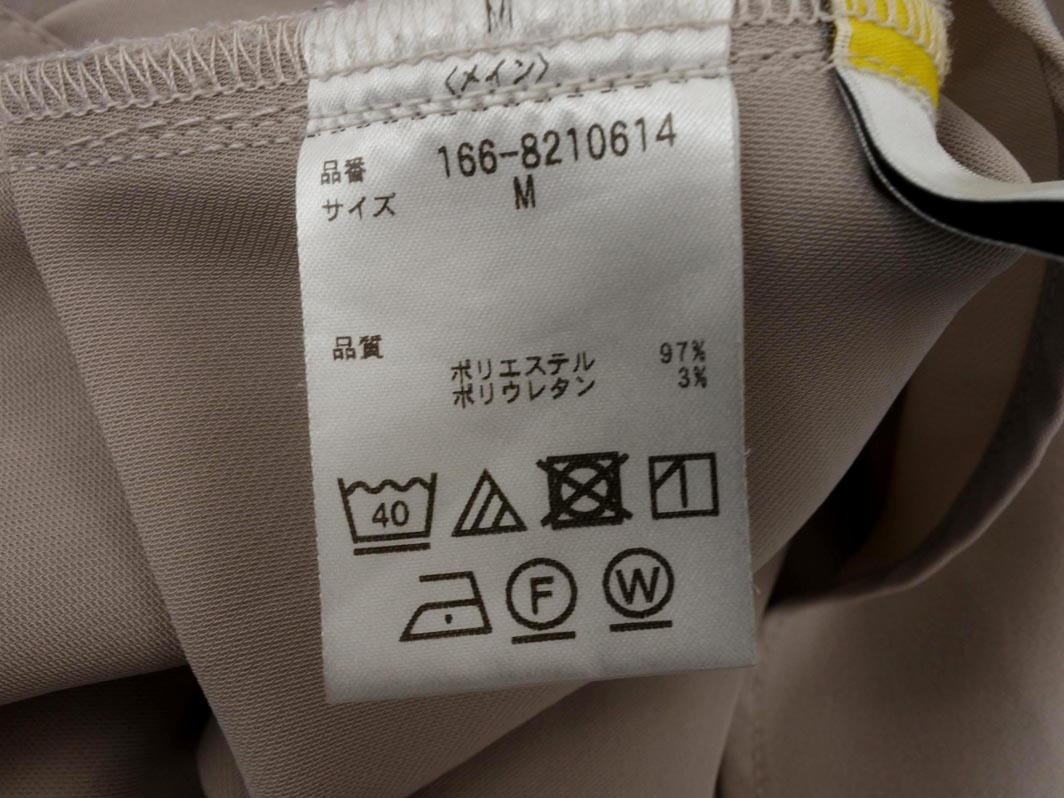 M
〈メイン〉
品番 166-8210614
サイズ M
品質
ポリエステル 97%
ポリウレタン 3%
40
F W